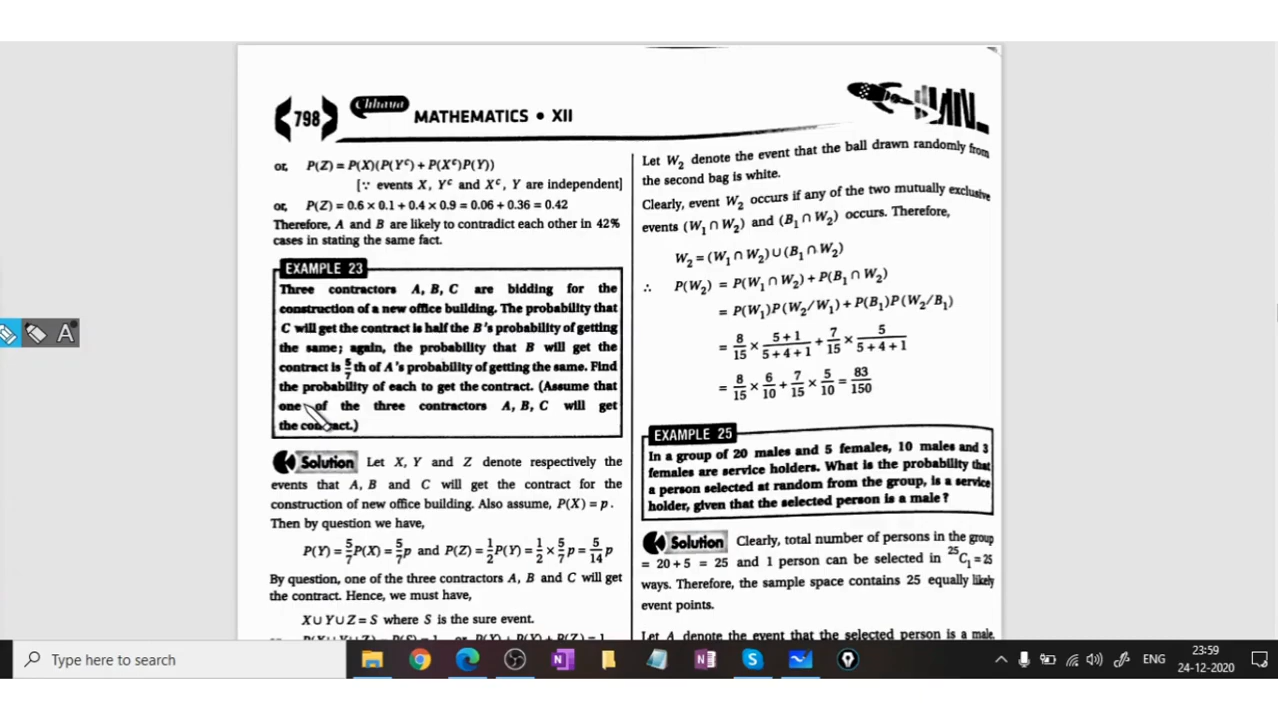 798
Chhaya
MATHEMATICS • XII
or, P(Z) = P(X)(P(Yᶜ) + P(Xᶜ)P(Y))
[∵ events X, Yᶜ and Xᶜ, Y are independent]
or, P(Z) = 0.6 × 0.1 + 0.4 × 0.9 = 0.06 + 0.36 = 0.42
Therefore, A and B are likely to contradict each other in 42%
cases in stating the same fact.
EXAMPLE 23
Three contractors A, B, C are bidding for the
construction of a new office building. The probability that
C will get the contract is half the B's probability of getting
the same; again, the probability that B will get the
contract is 5/7 th of A's probability of getting the same. Find
the probability of each to get the contract. (Assume that
one of the three contractors A, B, C will get
the contract.)
Solution Let X, Y and Z denote respectively the
events that A, B and C will get the contract for the
construction of new office building. Also assume, P(X) = p.
Then by question we have,
P(Y) = 5/7 P(X) = 5/7 p and P(Z) = 1/2 P(Y) = 1/2 × 5/7 p = 5/14 p
By question, one of the three contractors A, B and C will get
the contract. Hence, we must have,
X∪Y∪Z = S where S is the sure event.
Let W₂ denote the event that the ball drawn randomly from
the second bag is white.
Clearly, event W₂ occurs if any of the two mutually exclusive
events (W₁∩W₂) and (B₁∩W₂) occurs. Therefore,
W₂ = (W₁∩W₂)∪(B₁∩W₂)
∴ P(W₂) = P(W₁∩W₂) + P(B₁∩W₂)
= P(W₁)P(W₂/W₁) + P(B₁)P(W₂/B₁)
= 8/15 × (5+1)/(5+4+1) + 7/15 × 5/(5+4+1)
= 8/15 × 6/10 + 7/15 × 5/10 = 83/150
EXAMPLE 25
In a group of 20 males and 5 females, 10 males and 3
females are service holders. What is the probability that
a person selected at random from the group, is a service
holder, given that the selected person is a male?
Solution Clearly, total number of persons in the group
= 20 + 5 = 25 and 1 person can be selected in ²⁵C₁ = 25
ways. Therefore, the sample space contains 25 equally likely
event points.
Let A denote the event that the selected person is a male.
A
Type here to search
ENG
23:59
24-12-2020